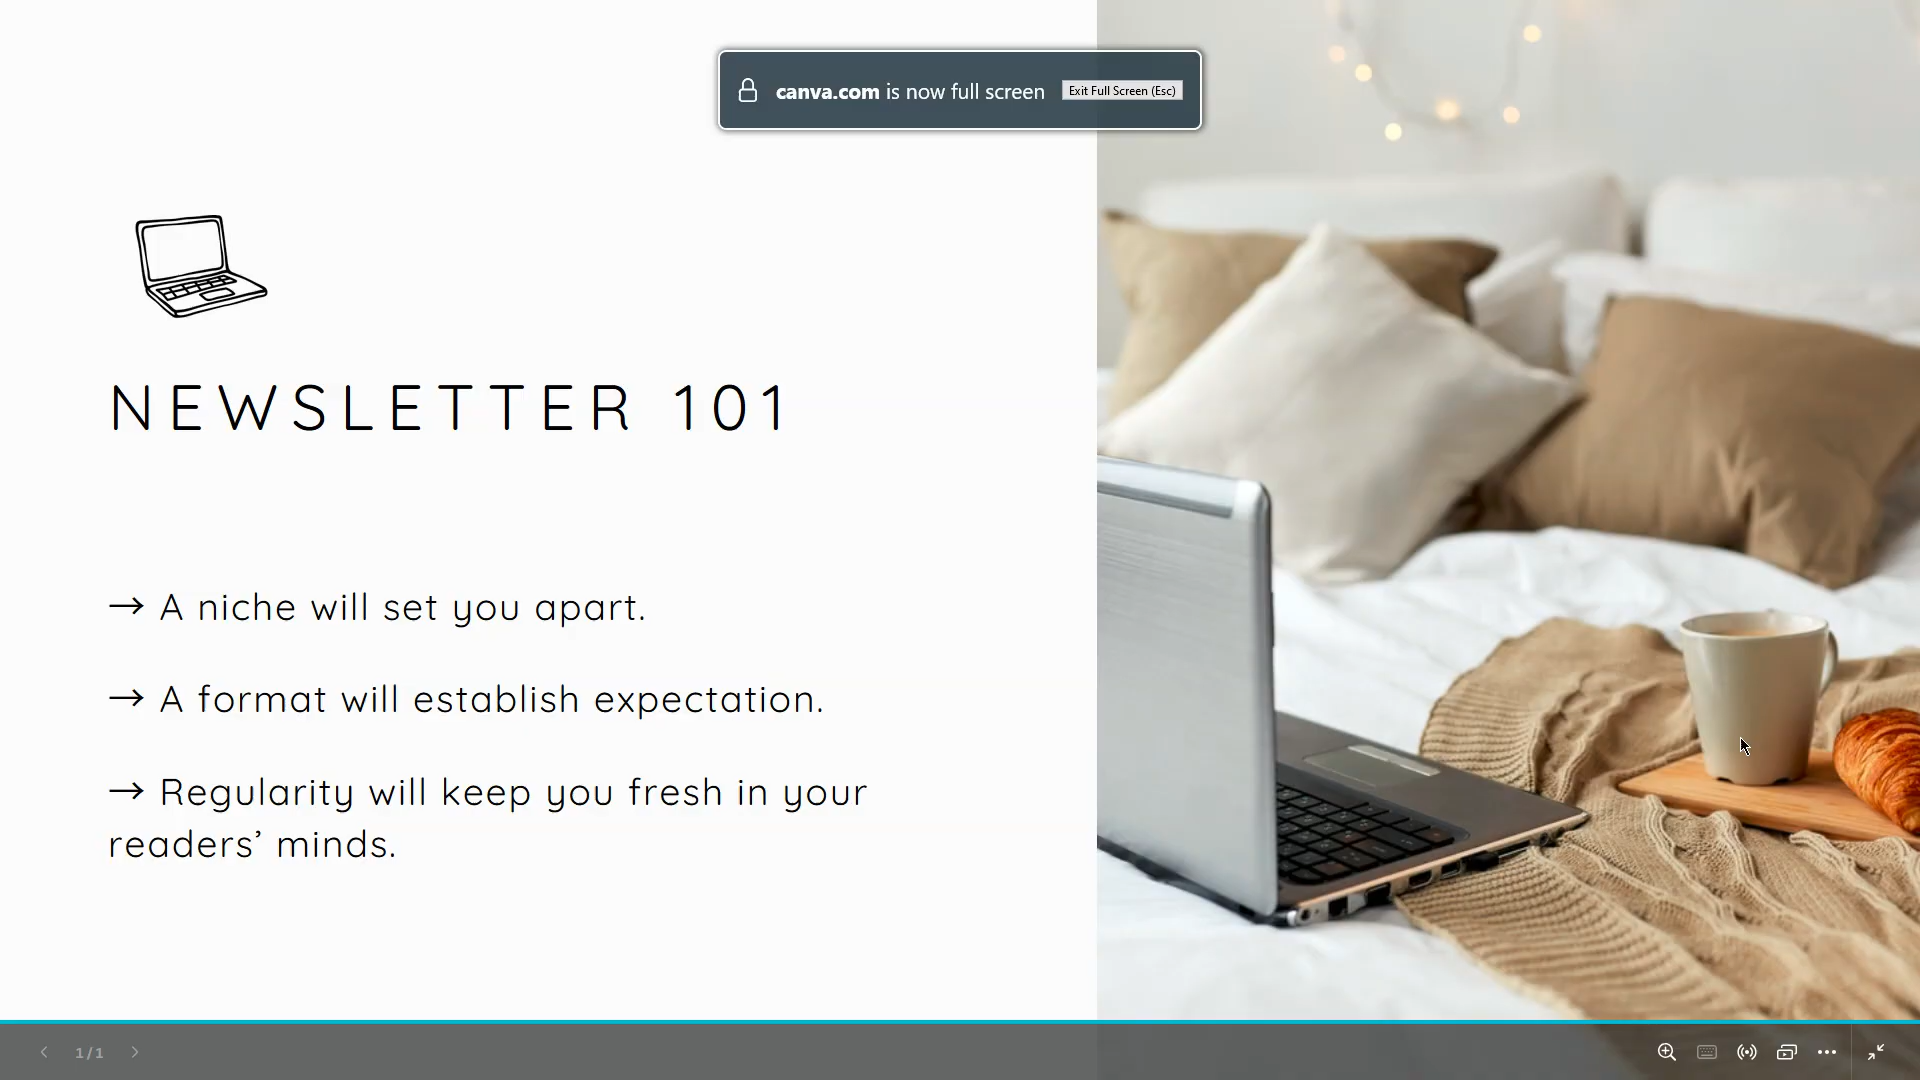 canva.com is now full screen Exit Full Screen (Esc)
NEWSLETTER 101
→ A niche will set you apart.
→ A format will establish expectation.
→ Regularity will keep you fresh in your
readers’ minds.
1/1